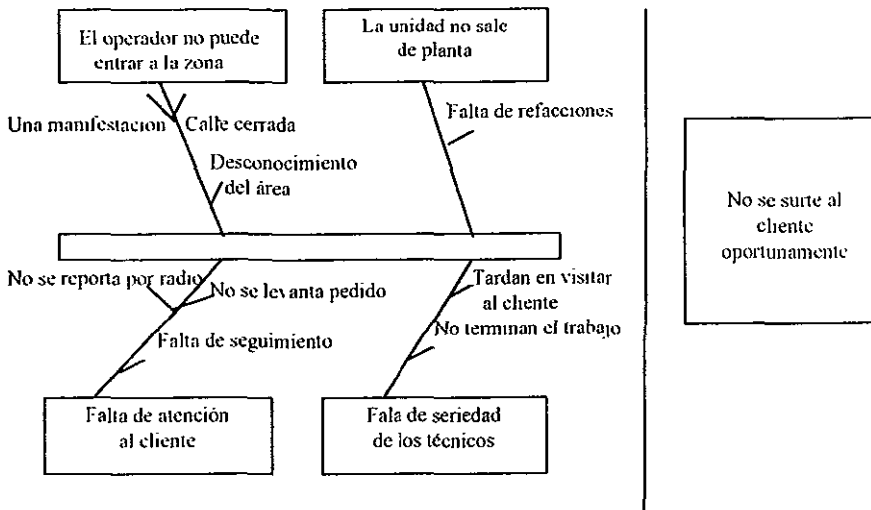 El operador no puede
entrar a la zona
La unidad no sale
de planta
Una manifestación
Calle cerrada
Falta de refacciones
Desconocimiento
del área
No se surte al
cliente
oportunamente
No se reporta por radio
No se levanta pedido
Tardan en visitar
al cliente
No terminan el trabajo
Falta de seguimiento
Falta de atención
al cliente
Fala de seriedad
de los técnicos